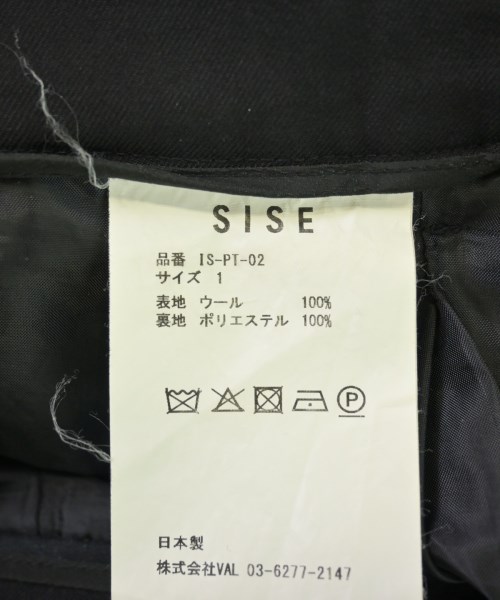 SISE
品番 IS-PT-02
サイズ 1
表地 ウール 100%
裏地 ポリエステル 100%
P
日本製
株式会社VAL 03-6277-2147